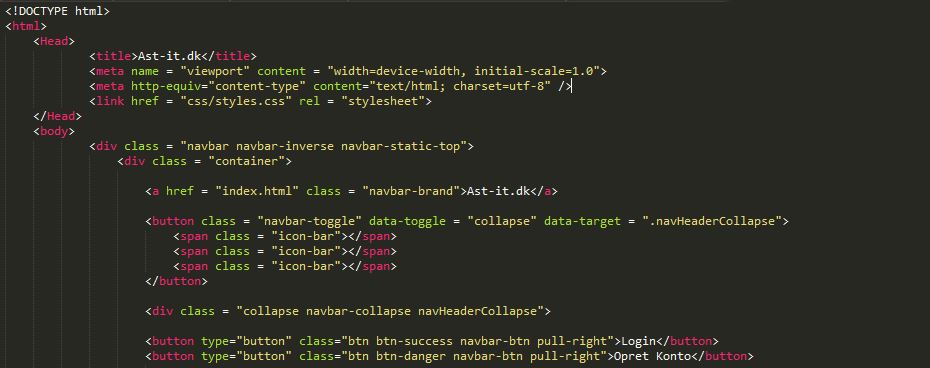 <!DOCTYPE html>
<html>
<Head>
<title>Ast-it.dk</title>
<meta name = "viewport" content = "width=device-width, initial-scale=1.0">
<meta http-equiv="content-type" content="text/html; charset=utf-8" />
<link href = "css/styles.css" rel = "stylesheet">
</Head>
<body>
<div class = "navbar navbar-inverse navbar-static-top">
<div class = "container">
<a href = "index.html" class = "navbar-brand">Ast-it.dk</a>
<button class = "navbar-toggle" data-toggle = "collapse" data-target = ".navHeaderCollapse">
<span class = "icon-bar"></span>
<span class = "icon-bar"></span>
<span class = "icon-bar"></span>
</button>
<div class = "collapse navbar-collapse navHeaderCollapse">
<button type="button" class="btn btn-success navbar-btn pull-right">Login</button>
<button type="button" class="btn btn-danger navbar-btn pull-right">Opret Konto</button>